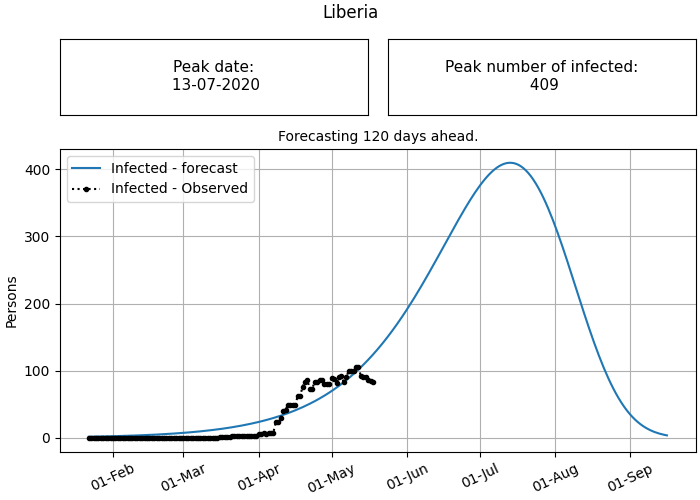 Liberia
Peak date:
13-07-2020
Peak number of infected:
409
Forecasting 120 days ahead.
Infected - forecast
Infected - Observed
Persons
400
300
200
100
0
01-Feb
01-Mar
01-Apr
01-May
01-Jun
01-Jul
01-Aug
01-Sep